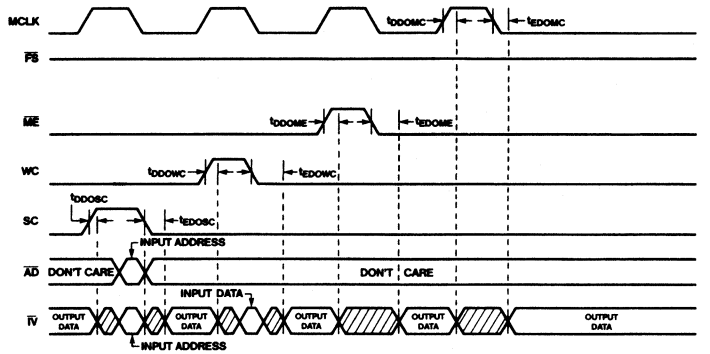 MCLK
tDDOMC
tEDOMC
PS
ME
tDDOME
tEDOME
WC
tDDOWC
tEDOWC
tDDOSC
SC
tEDOSC
INPUT ADDRESS
AD
DON'T CARE
DON'T CARE
INPUT DATA
IV
OUTPUT DATA
OUTPUT DATA
OUTPUT DATA
OUTPUT DATA
OUTPUT DATA
INPUT ADDRESS